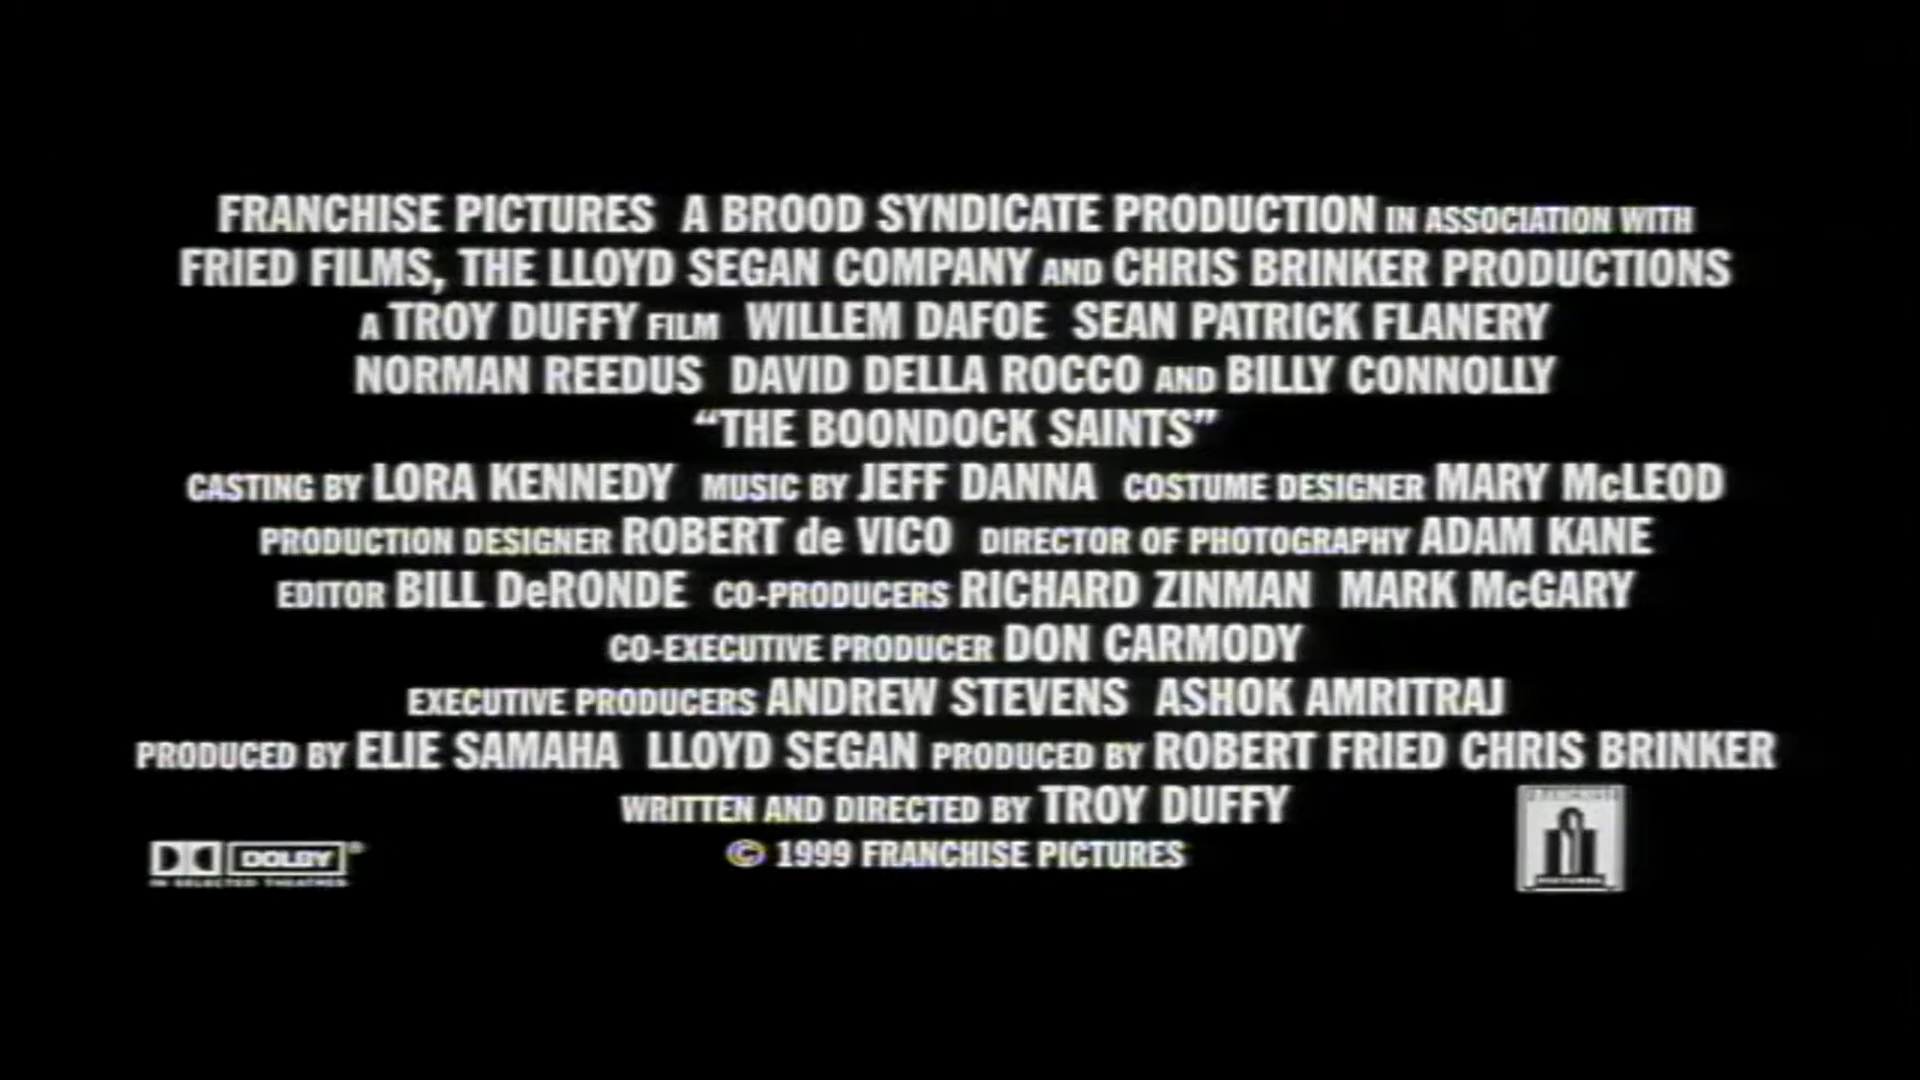 FRANCHISE PICTURES A BROOD SYNDICATE PRODUCTION IN ASSOCIATION WITH
FRIED FILMS, THE LLOYD SEGAN COMPANY AND CHRIS BRINKER PRODUCTIONS
A TROY DUFFY FILM WILLEM DAFOE SEAN PATRICK FLANERY
NORMAN REEDUS DAVID DELLA ROCCO AND BILLY CONNOLLY
“THE BOONDOCK SAINTS”
CASTING BY LORA KENNEDY MUSIC BY JEFF DANNA COSTUME DESIGNER MARY McLEOD
PRODUCTION DESIGNER ROBERT de VICO DIRECTOR OF PHOTOGRAPHY ADAM KANE
EDITOR BILL DeRONDE CO-PRODUCERS RICHARD ZINMAN MARK McGARY
CO-EXECUTIVE PRODUCER DON CARMODY
EXECUTIVE PRODUCERS ANDREW STEVENS ASHOK AMRITRAJ
PRODUCED BY ELIE SAMAHA LLOYD SEGAN PRODUCED BY ROBERT FRIED CHRIS BRINKER
WRITTEN AND DIRECTED BY TROY DUFFY
© 1999 FRANCHISE PICTURES
DOLBY®
IN SELECTED THEATRES